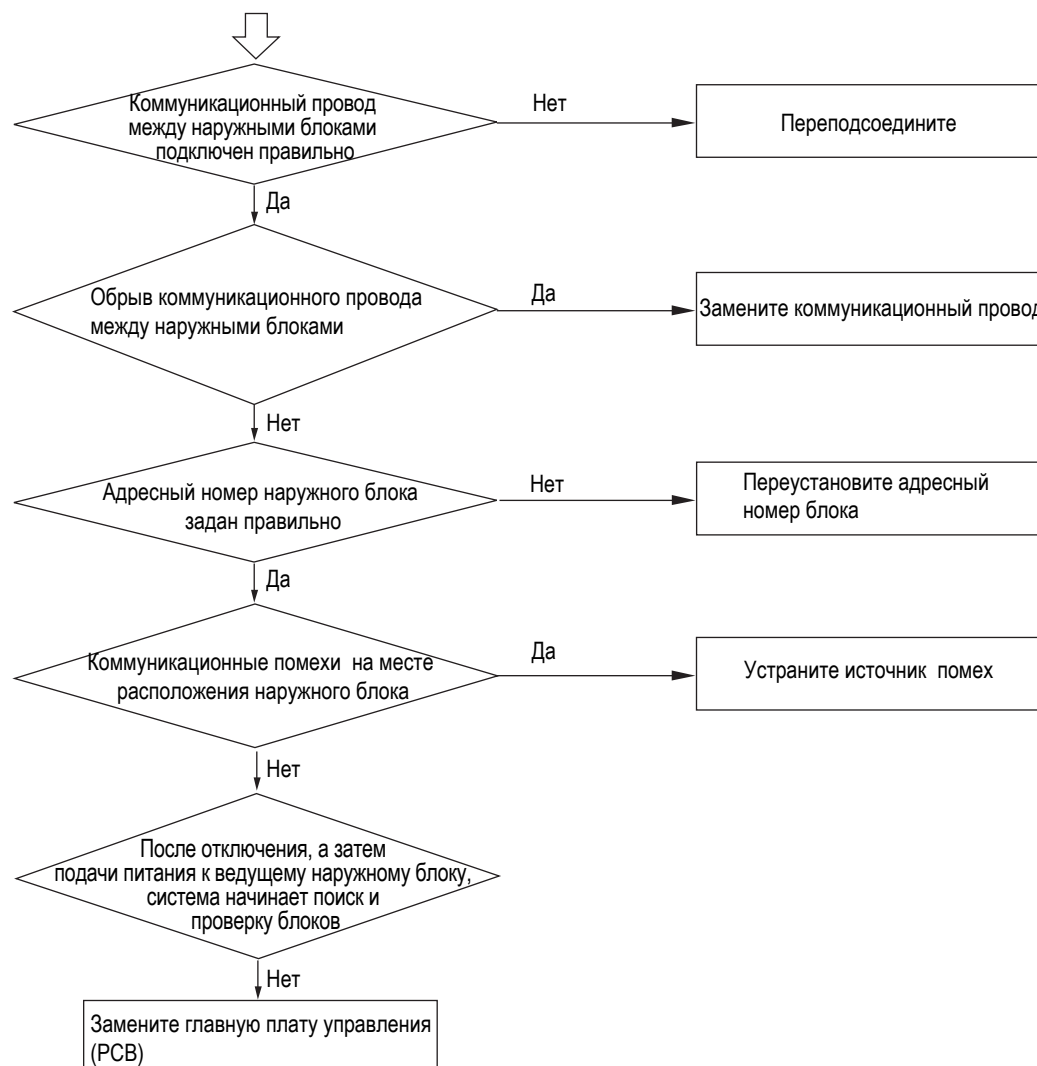 Коммуникационный провод
между наружными блоками
подключен правильно
Нет
Переподсоедините
Да
Обрыв коммуникационного провода
между наружными блоками
Да
Замените коммуникационный провод
Нет
Адресный номер наружного блока
задан правильно
Нет
Переустановите адресный
номер блока
Да
Коммуникационные помехи на месте
расположения наружного блока
Да
Устраните источник помех
Нет
После отключения, а затем
подачи питания к ведущему наружному блоку,
система начинает поиск и
проверку блоков
Нет
Замените главную плату управления
(PCB)